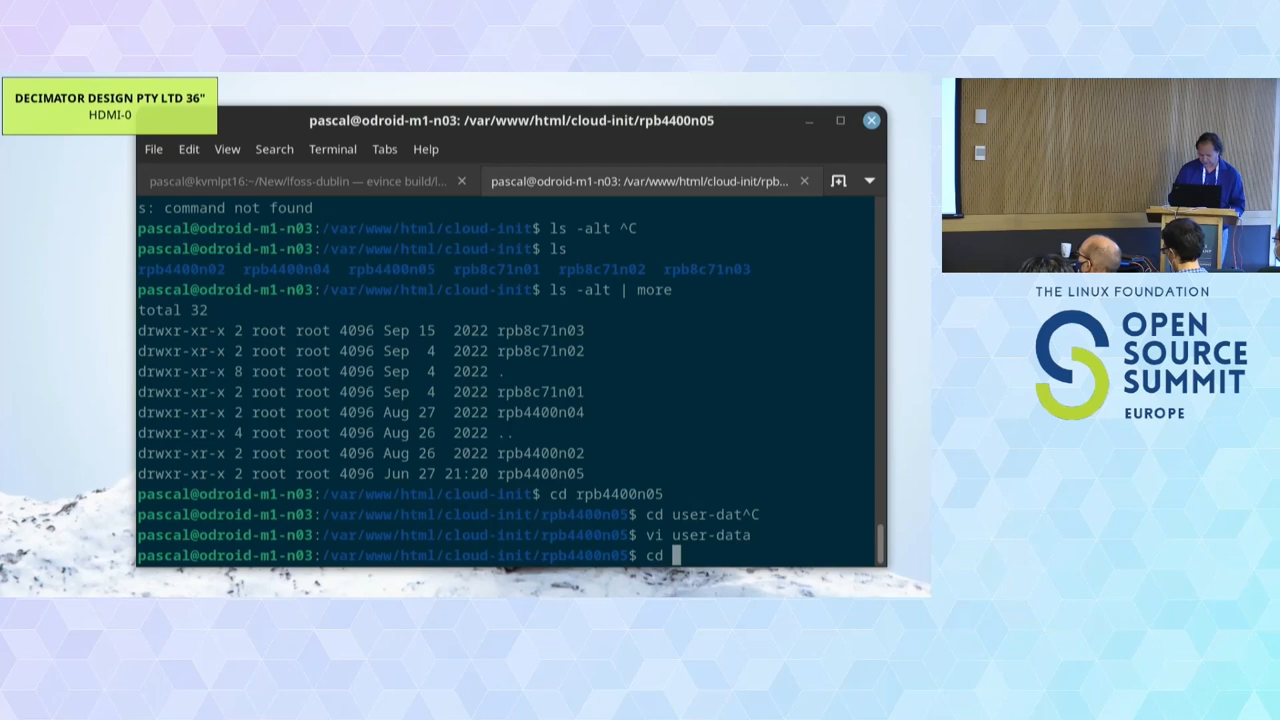 DECIMATOR DESIGN PTY LTD 36"
HDMI-0
pascal@odroid-m1-n03: /var/www/html/cloud-init/rpb4400n05
File Edit View Search Terminal Tabs Help
pascal@kvmlpt16:~/New/lfoss-dublin — evince build/l...
pascal@odroid-m1-n03: /var/www/html/cloud-init/rpb...
s: command not found
pascal@odroid-m1-n03:/var/www/html/cloud-init$ ls -alt ^C
pascal@odroid-m1-n03:/var/www/html/cloud-init$ ls
rpb4400n02 rpb4400n04 rpb4400n05 rpb8c71n01 rpb8c71n02 rpb8c71n03
pascal@odroid-m1-n03:/var/www/html/cloud-init$ ls -alt | more
total 32
drwxr-xr-x 2 root root 4096 Sep 15 2022 rpb8c71n03
drwxr-xr-x 2 root root 4096 Sep 4 2022 rpb8c71n02
drwxr-xr-x 8 root root 4096 Sep 4 2022 .
drwxr-xr-x 2 root root 4096 Sep 4 2022 rpb8c71n01
drwxr-xr-x 2 root root 4096 Aug 27 2022 rpb4400n04
drwxr-xr-x 4 root root 4096 Aug 26 2022 ..
drwxr-xr-x 2 root root 4096 Aug 26 2022 rpb4400n02
drwxr-xr-x 2 root root 4096 Jun 27 21:20 rpb4400n05
pascal@odroid-m1-n03:/var/www/html/cloud-init$ cd rpb4400n05
pascal@odroid-m1-n03:/var/www/html/cloud-init/rpb4400n05$ cd user-dat^C
pascal@odroid-m1-n03:/var/www/html/cloud-init/rpb4400n05$ vi user-data
pascal@odroid-m1-n03:/var/www/html/cloud-init/rpb4400n05$ cd
THE LINUX FOUNDATION
OPEN
SOURCE
SUMMIT
EUROPE